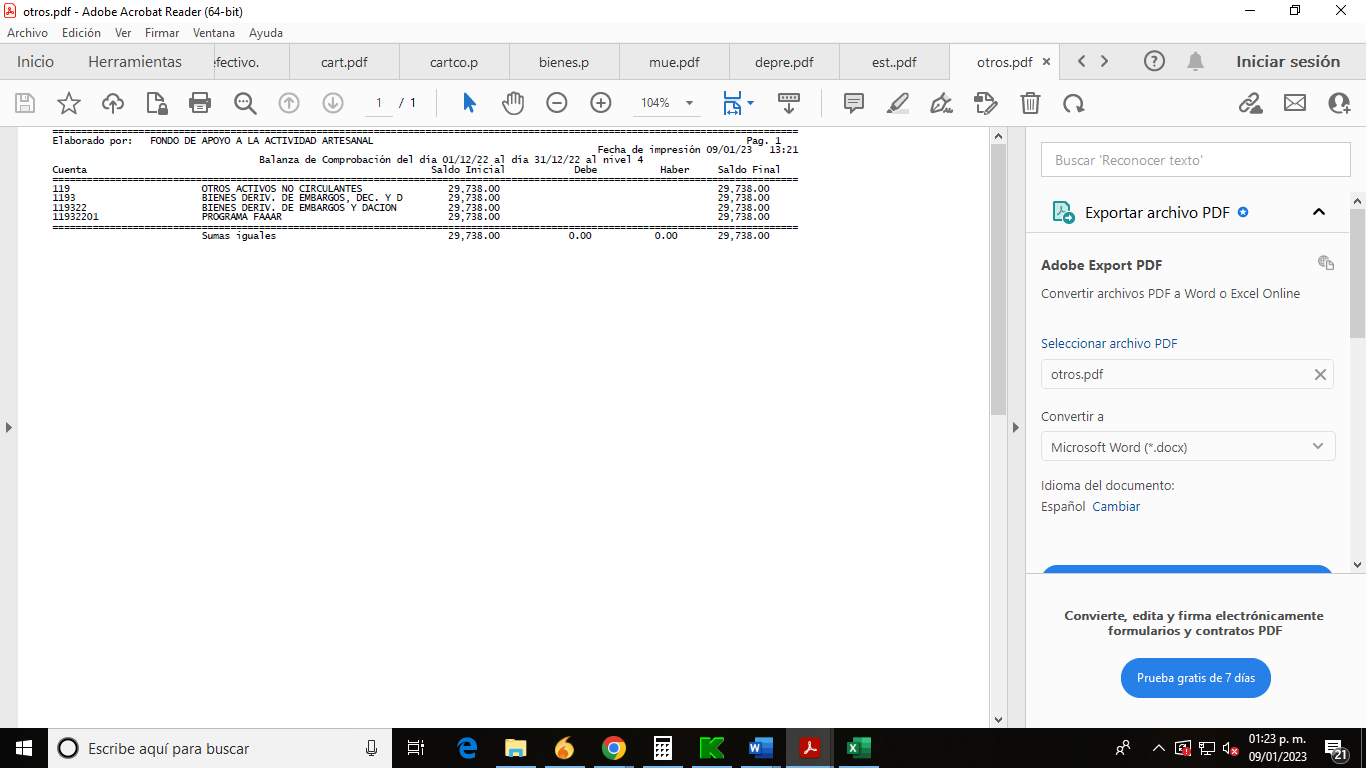 otros.pdf - Adobe Acrobat Reader (64-bit)
Archivo Edición Ver Firmar Ventana Ayuda
Inicio Herramientas efectivo. cart.pdf cartco.p bienes.p mue.pdf depre.pdf est..pdf otros.pdf Iniciar sesión
1 / 1 104%
Elaborado por: FONDO DE APOYO A LA ACTIVIDAD ARTESANAL Pag. 1
Fecha de impresión 09/01/23 13:21
Balanza de Comprobación del día 01/12/22 al día 31/12/22 al nivel 4
Cuenta Saldo Inicial Debe Haber Saldo Final
119 OTROS ACTIVOS NO CIRCULANTES 29,738.00 29,738.00
1193 BIENES DERIV. DE EMBARGOS, DEC. Y D 29,738.00 29,738.00
119322 BIENES DERIV. DE EMBARGOS Y DACION 29,738.00 29,738.00
11932201 PROGRAMA FAAAR 29,738.00 29,738.00
Sumas iguales 29,738.00 0.00 0.00 29,738.00
Buscar 'Reconocer texto'
Exportar archivo PDF
Adobe Export PDF
Convertir archivos PDF a Word o Excel Online
Seleccionar archivo PDF
otros.pdf
Convertir a
Microsoft Word (*.docx)
Idioma del documento:
Español Cambiar
Convierte, edita y firma electrónicamente
formularios y contratos PDF
Prueba gratis de 7 días
Escribe aquí para buscar
01:23 p. m.
09/01/2023
21